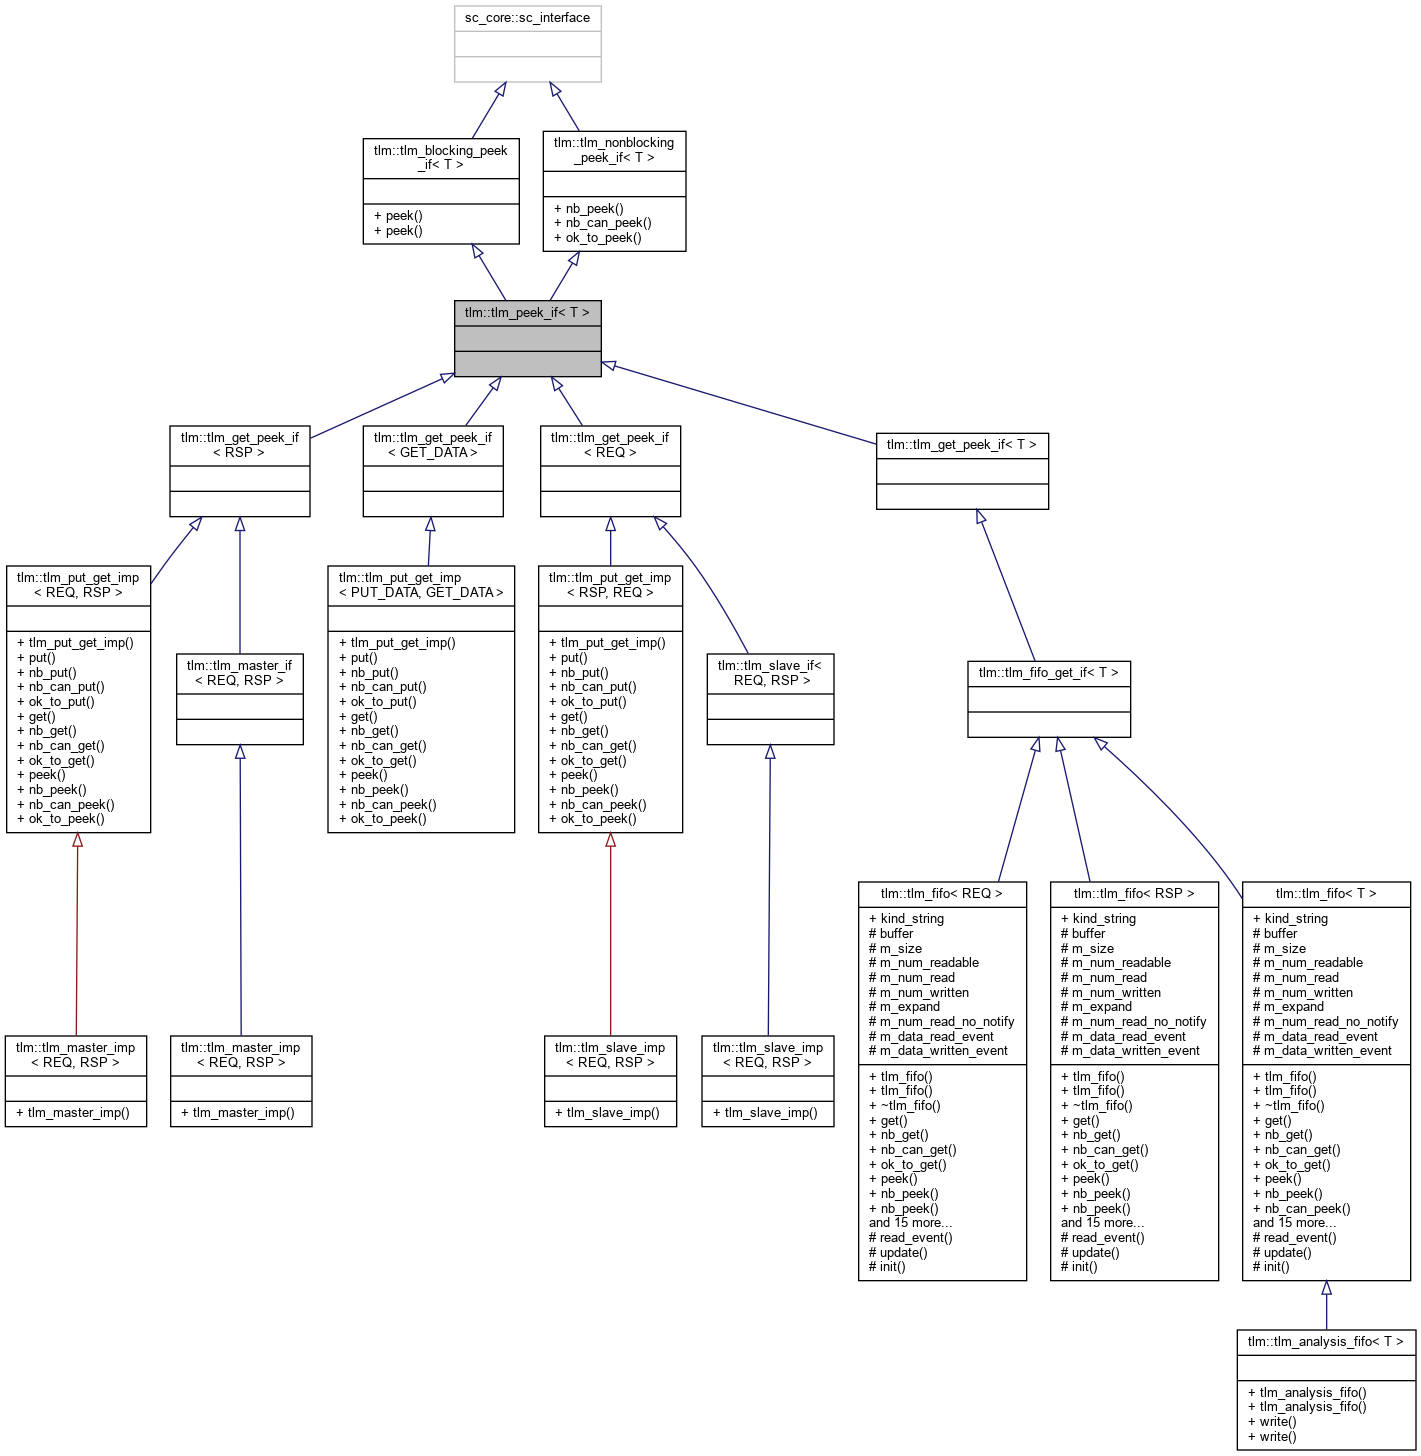 sc_core::sc_interface
tlm::tlm_blocking_peek
_if< T >
+ peek()
+ peek()
tlm::tlm_nonblocking
_peek_if< T >
+ nb_peek()
+ nb_can_peek()
+ ok_to_peek()
tlm::tlm_peek_if< T >
tlm::tlm_get_peek_if
< RSP >
tlm::tlm_get_peek_if
< GET_DATA >
tlm::tlm_get_peek_if
< REQ >
tlm::tlm_get_peek_if< T >
tlm::tlm_put_get_imp
< REQ, RSP >
+ tlm_put_get_imp()
+ put()
+ nb_put()
+ nb_can_put()
+ ok_to_put()
+ get()
+ nb_get()
+ nb_can_get()
+ ok_to_get()
+ peek()
+ nb_peek()
+ nb_can_peek()
+ ok_to_peek()
tlm::tlm_master_if
< REQ, RSP >
tlm::tlm_put_get_imp
< PUT_DATA, GET_DATA >
+ tlm_put_get_imp()
+ put()
+ nb_put()
+ nb_can_put()
+ ok_to_put()
+ get()
+ nb_get()
+ nb_can_get()
+ ok_to_get()
+ peek()
+ nb_peek()
+ nb_can_peek()
+ ok_to_peek()
tlm::tlm_put_get_imp
< RSP, REQ >
+ tlm_put_get_imp()
+ put()
+ nb_put()
+ nb_can_put()
+ ok_to_put()
+ get()
+ nb_get()
+ nb_can_get()
+ ok_to_get()
+ peek()
+ nb_peek()
+ nb_can_peek()
+ ok_to_peek()
tlm::tlm_slave_if<
REQ, RSP >
tlm::tlm_fifo_get_if< T >
tlm::tlm_master_imp
< REQ, RSP >
+ tlm_master_imp()
tlm::tlm_master_imp
< REQ, RSP >
+ tlm_master_imp()
tlm::tlm_slave_imp
< REQ, RSP >
+ tlm_slave_imp()
tlm::tlm_slave_imp
< REQ, RSP >
+ tlm_slave_imp()
tlm::tlm_fifo< REQ >
+ kind_string
# buffer
# m_size
# m_num_readable
# m_num_read
# m_num_written
# m_expand
# m_num_read_no_notify
# m_data_read_event
# m_data_written_event
+ tlm_fifo()
+ tlm_fifo()
+ ~tlm_fifo()
+ get()
+ nb_get()
+ nb_can_get()
+ ok_to_get()
+ peek()
+ nb_peek()
+ nb_peek()
and 15 more...
# read_event()
# update()
# init()
tlm::tlm_fifo< RSP >
+ kind_string
# buffer
# m_size
# m_num_readable
# m_num_read
# m_num_written
# m_expand
# m_num_read_no_notify
# m_data_read_event
# m_data_written_event
+ tlm_fifo()
+ tlm_fifo()
+ ~tlm_fifo()
+ get()
+ nb_get()
+ nb_can_get()
+ ok_to_get()
+ peek()
+ nb_peek()
+ nb_peek()
and 15 more...
# read_event()
# update()
# init()
tlm::tlm_fifo< T >
+ kind_string
# buffer
# m_size
# m_num_readable
# m_num_read
# m_num_written
# m_expand
# m_num_read_no_notify
# m_data_read_event
# m_data_written_event
+ tlm_fifo()
+ tlm_fifo()
+ ~tlm_fifo()
+ get()
+ nb_get()
+ nb_can_get()
+ ok_to_get()
+ peek()
+ nb_peek()
+ nb_can_peek()
and 15 more...
# read_event()
# update()
# init()
tlm::tlm_analysis_fifo< T >
+ tlm_analysis_fifo()
+ tlm_analysis_fifo()
+ write()
+ write()